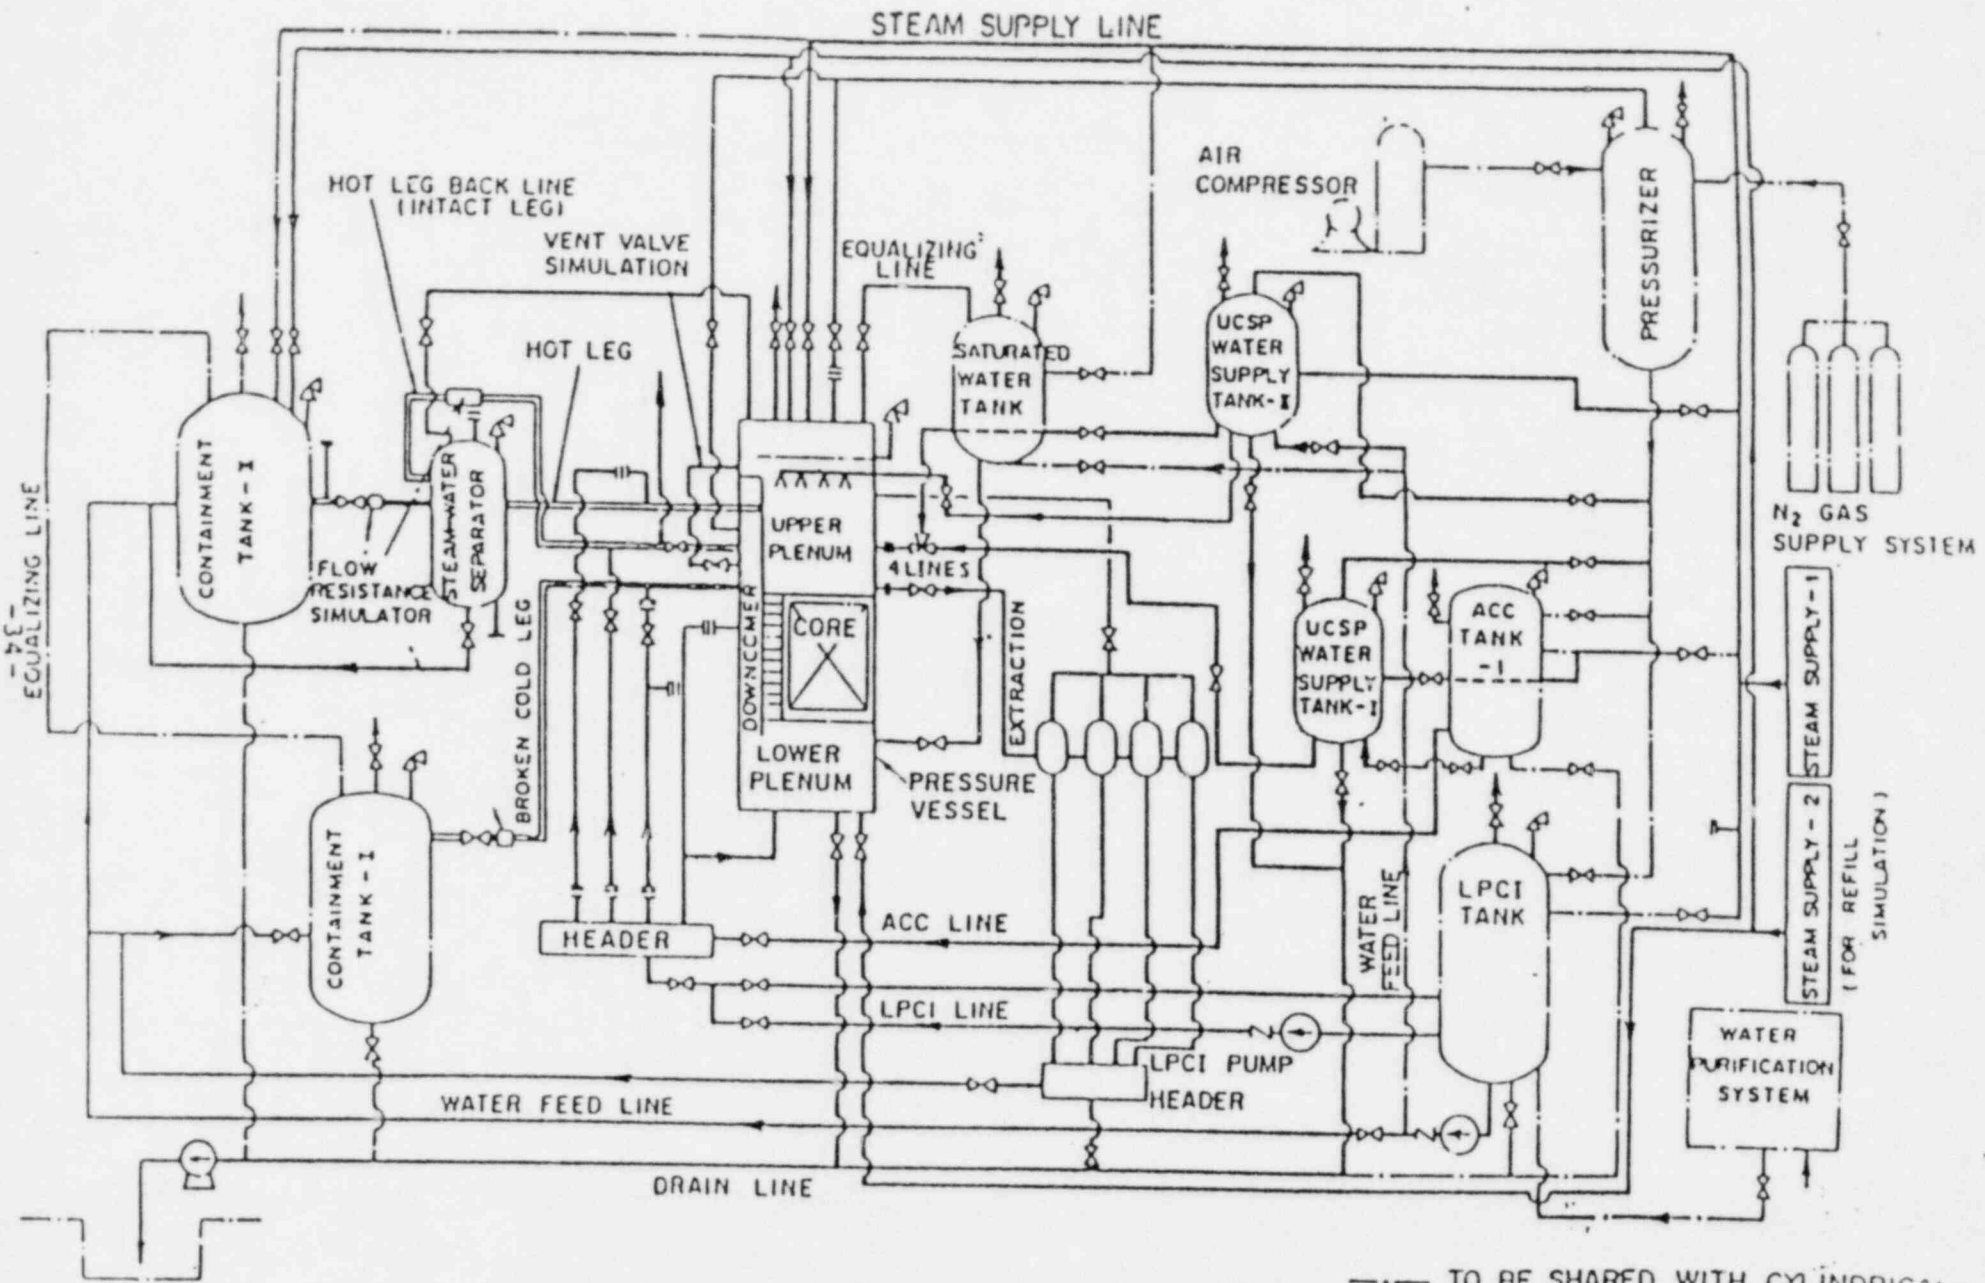 STEAM SUPPLY LINE
HOT LEG BACK LINE
(INTACT LEG)
VENT VALVE
SIMULATION
EQUALIZING
LINE
AIR
COMPRESSOR
PRESSURIZER
HOT LEG
SATURATED
WATER
TANK
UCSP
WATER
SUPPLY
TANK-II
N2 GAS
SUPPLY SYSTEM
CONTAINMENT
TANK-II
STEAM WATER
SEPARATOR
FLOW
RESISTANCE
SIMULATOR
UPPER
PLENUM
4 LINES
CORE
DOWNCOMER
LOWER
PLENUM
PRESSURE
VESSEL
EXTRACTION
UCSP
WATER
SUPPLY
TANK-I
ACC
TANK
-I
STEAM SUPPLY-1
STEAM SUPPLY - 2
(FOR REFILL
SIMULATION)
EQUALIZING LINE
-34-
BROKEN COLD LEG
CONTAINMENT
TANK-I
HEADER
ACC LINE
LPCI LINE
WATER
FEED LINE
LPCI
TANK
LPCI PUMP
HEADER
WATER
PURIFICATION
SYSTEM
WATER FEED LINE
DRAIN LINE
TO BE SHARED WITH CYLINDRICAL